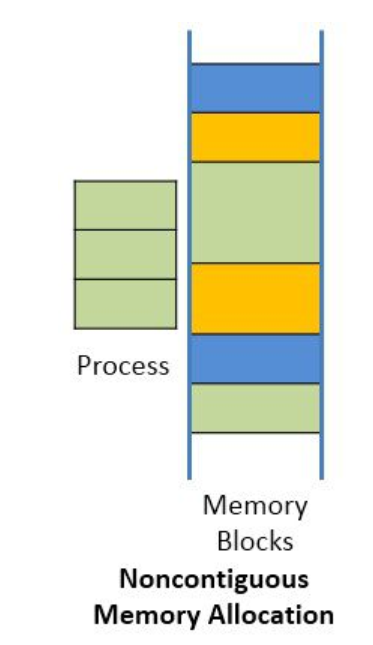 Process
Memory
Blocks
Noncontiguous
Memory Allocation